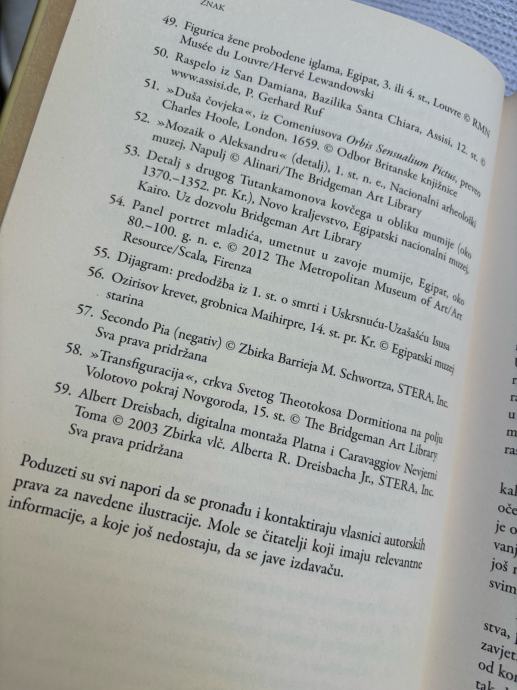 ZNAK
49. Figurica žene probodene iglama, Egipat, 3. ili 4. st., Louvre © RMN
Musée du Louvre/Hervé Lewandowski
50. Raspelo iz San Damiana, Bazilika Santa Chiara, Assisi, 12. st. ©
www.assisi.de, P. Gerhard Ruf
51. »Duša čovjeka«, iz Comeniusova Orbis Sensualium Pictus, preveo
Charles Hoole, London, 1659. © Odbor Britanske knjižnice
52. »Mozaik o Aleksandru« (detalj), 1. st. n. e., Nacionalni arheološki
muzej, Napulj © Alinari/The Bridgeman Art Library
53. Detalj s drugog Tutankamonova kovčega u obliku mumije (oko
1370.–1352. pr. Kr.), Novo kraljevstvo, Egipatski nacionalni muzej,
Kairo. Uz dozvolu Bridgeman Art Library
54. Panel portret mladića, umetnut u zavoje mumije, Egipat, oko
80.–100. g. n. e. © 2012 The Metropolitan Museum of Art/Art
Resource/Scala, Firenza
55. Dijagram: predodžba iz 1. st. o smrti i Uskrsnuću-Uzašašću Isusa
56. Ozirisov krevet, grobnica Maihirpre, 14. st. pr. Kr. © Egipatski muzej
starina
57. Secondo Pia (negativ) © Zbirka Barrieja M. Schwortza, STERA, Inc.
Sva prava pridržana
58. »Transfiguracija«, crkva Svetog Theotokosa Dormitiona na polju
Volotovo pokraj Novgoroda, 15. st. © The Bridgeman Art Library
59. Albert Dreisbach, digitalna montaža Platna i Caravaggiov Nevjerni
Toma © 2003 Zbirka vlč. Alberta R. Dreisbacha Jr., STERA, Inc.
Sva prava pridržana
Poduzeti su svi napori da se pronađu i kontaktiraju vlasnici autorskih
prava za navedene ilustracije. Mole se čitatelji koji imaju relevantne
informacije, a koje još nedostaju, da se jave izdavaču.